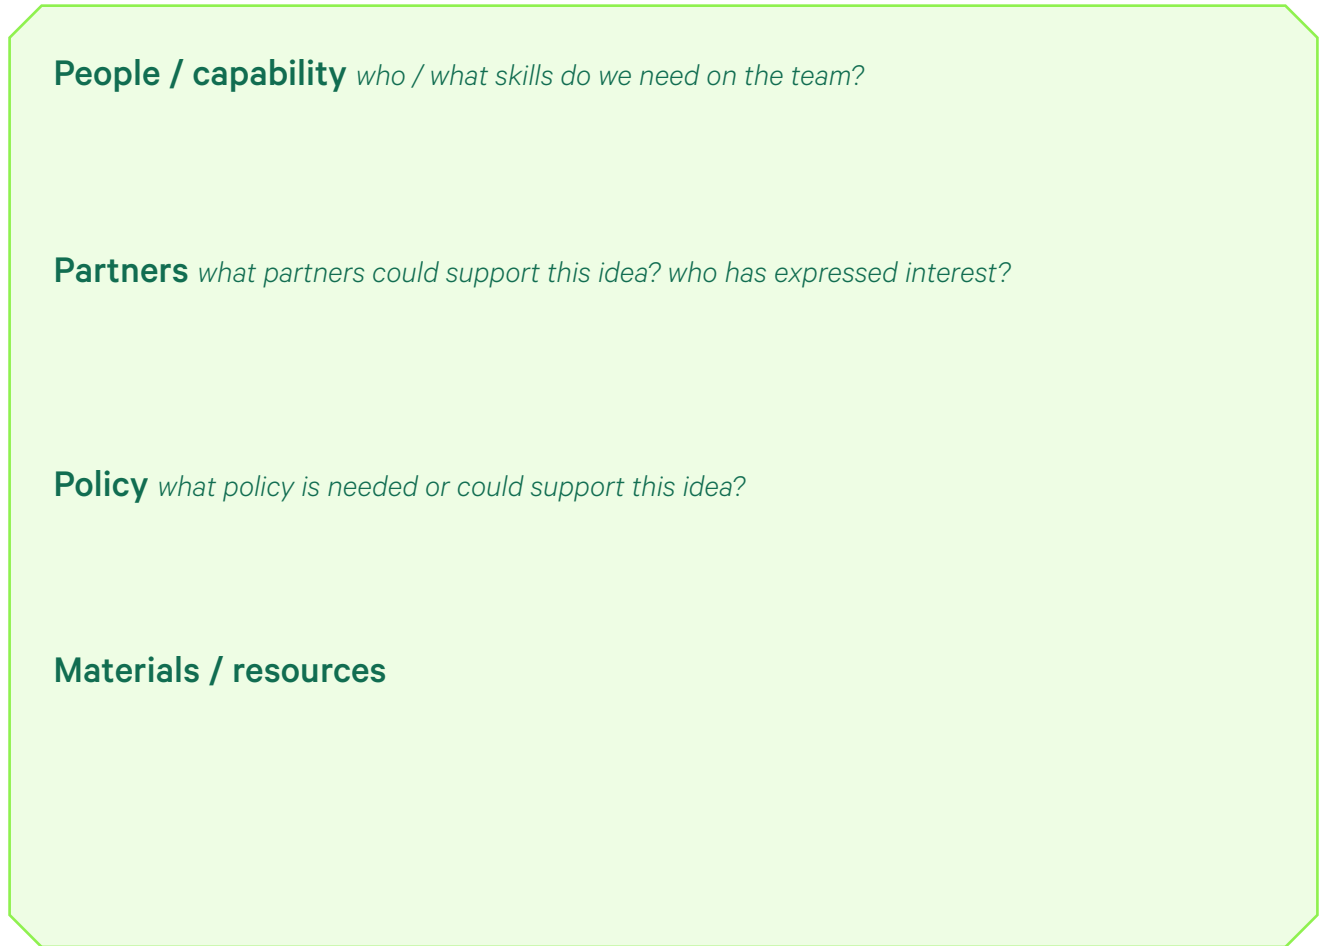 People / capability who / what skills do we need on the team?
Partners what partners could support this idea? who has expressed interest?
Policy what policy is needed or could support this idea?
Materials / resources